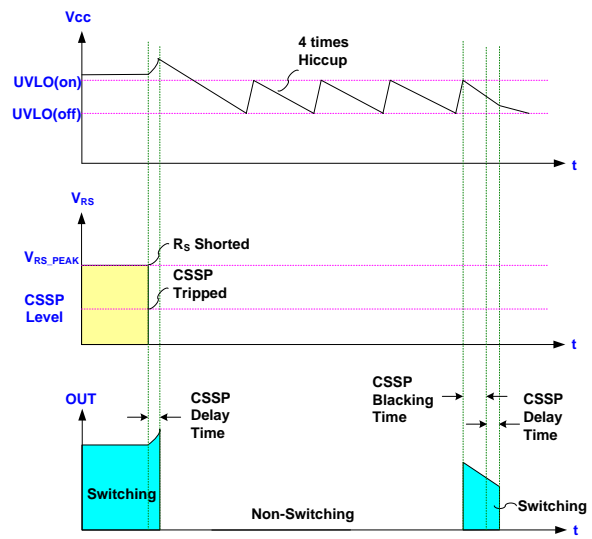 Vcc
4 times
Hiccup
UVLO(on)
UVLO(off)
t
VRS
RS Shorted
VRS_PEAK
CSSP
Tripped
CSSP
Level
t
OUT
CSSP
Delay
Time
CSSP
Blacking
Time
CSSP
Delay
Time
Switching
Non-Switching
Switching
t